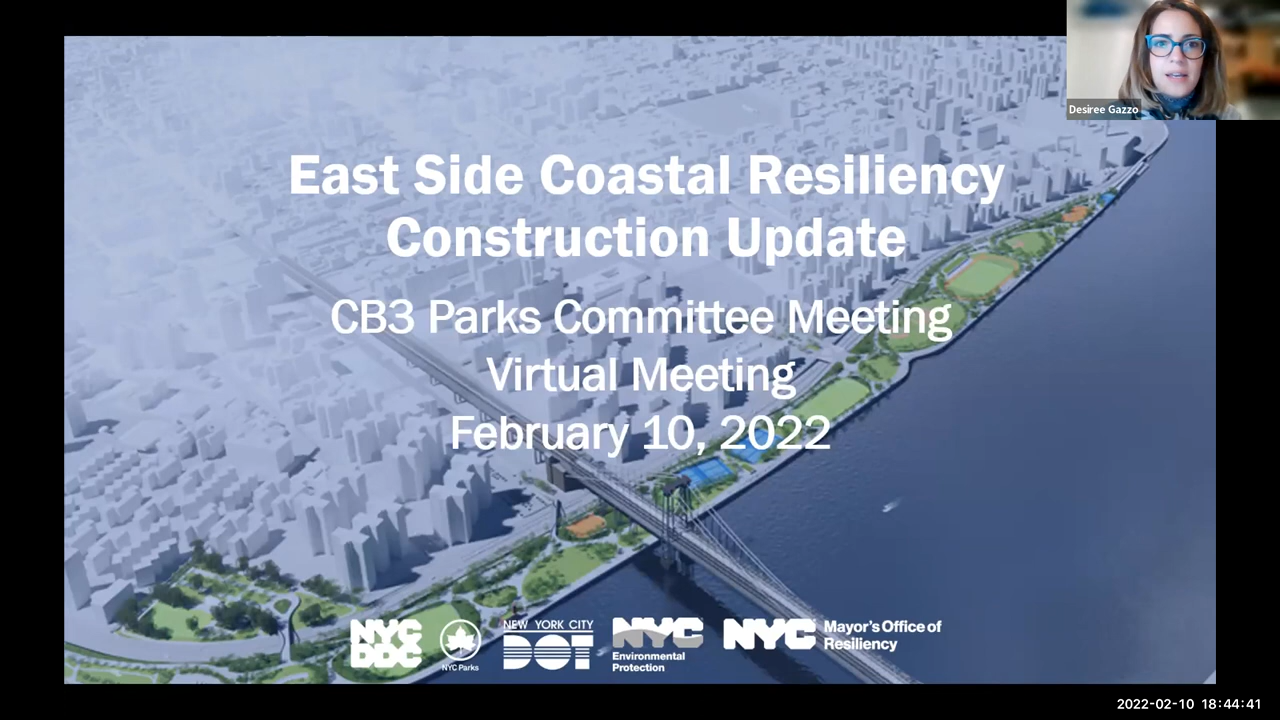 Desiree Gazzo
East Side Coastal Resiliency
Construction Update
CB3 Parks Committee Meeting
Virtual Meeting
February 10, 2022
NYC
DDC
NYC Parks
NEW YORK CITY
DOT
NYC
Environmental
Protection
NYC
Mayor's Office of
Resiliency
2022-02-10 18:44:41